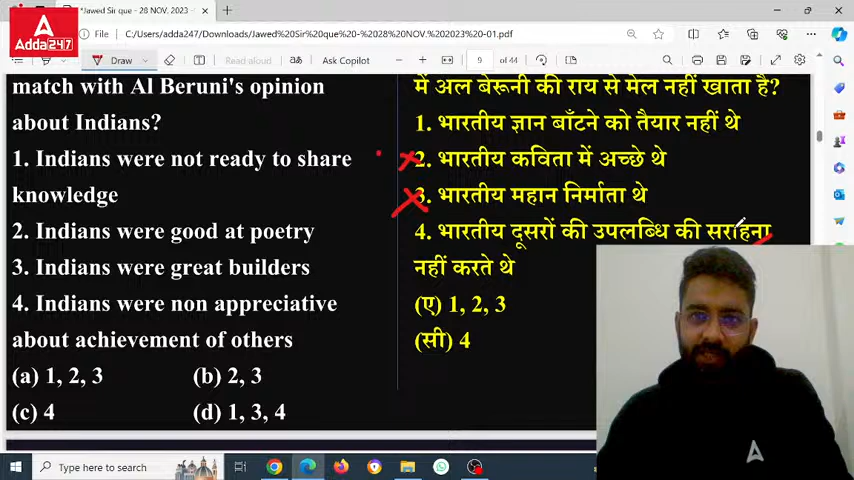 Jawed Sir que - 28 NOV. 2023
File
C:/Users/adda247/Downloads/Jawed%20Sir%20que%20-%2028%20NOV.%202023%20-01.pdf
Adda247
Draw
Read aloud
Ask Copilot
9
of 44
match with Al Beruni's opinion
about Indians?
1. Indians were not ready to share
knowledge
2. Indians were good at poetry
3. Indians were great builders
4. Indians were non appreciative
about achievement of others
(a) 1, 2, 3
(b) 2, 3
(c) 4
(d) 1, 3, 4
में अल बेरूनी की राय से मेल नहीं खाता है?
1. भारतीय ज्ञान बाँटने को तैयार नहीं थे
2. भारतीय कविता में अच्छे थे
3. भारतीय महान निर्माता थे
4. भारतीय दूसरों की उपलब्धि की सराहना
नहीं करते थे
(ए) 1, 2, 3
(सी) 4
Type here to search